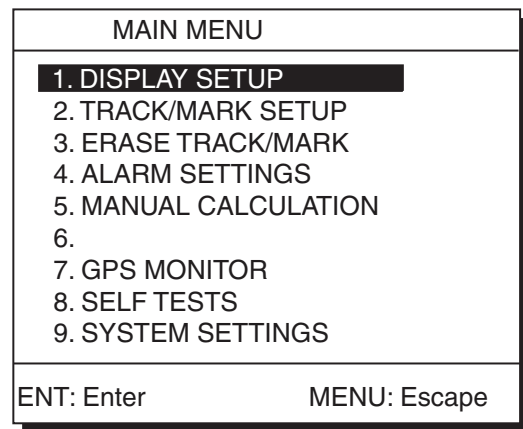 MAIN MENU
1. DISPLAY SETUP
2. TRACK/MARK SETUP
3. ERASE TRACK/MARK
4. ALARM SETTINGS
5. MANUAL CALCULATION
6.
7. GPS MONITOR
8. SELF TESTS
9. SYSTEM SETTINGS
ENT: Enter MENU: Escape